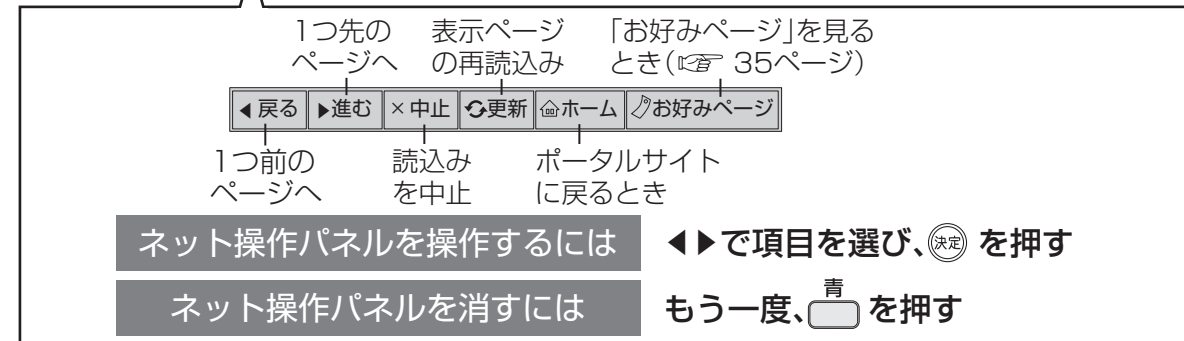 1つ先の
ページへ
表示ページ
の再読込み
「お好みページ」を見る
とき(☞ 35ページ)
◀戻る ▶進む ×中止 更新 ホーム お好みページ
1つ前の
ページへ
読込み
を中止
ポータルサイト
に戻るとき
ネット操作パネルを操作するには
◀▶で項目を選び、決定 を押す
ネット操作パネルを消すには
青
もう一度、 を押す